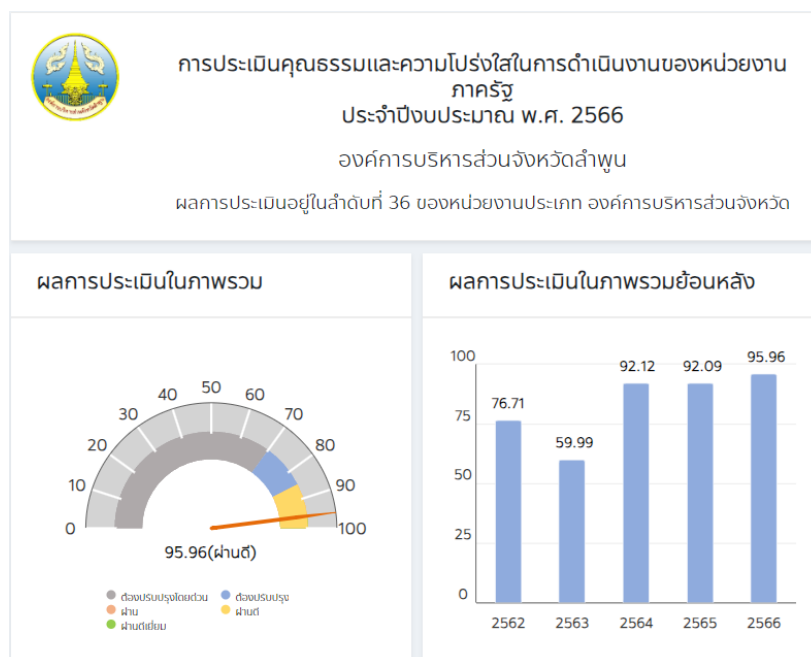 การประเมินคุณธรรมและความโปร่งใสในการดำเนินงานของหน่วยงาน
ภาครัฐ
ประจำปีงบประมาณ พ.ศ. 2566
องค์การบริหารส่วนจังหวัดลำพูน
ผลการประเมินอยู่ในลำดับที่ 36 ของหน่วยงานประเภท องค์การบริหารส่วนจังหวัด
ผลการประเมินในภาพรวม
0
10
20
30
40
50
60
70
80
90
100
95.96(ผ่านดี)
ต้องปรับปรุงโดยด่วน
ต้องปรับปรุง
ผ่าน
ผ่านดี
ผ่านดีเยี่ยม
ผลการประเมินในภาพรวมย้อนหลัง
100
75
50
25
0
76.71
59.99
92.12
92.09
95.96
2562
2563
2564
2565
2566